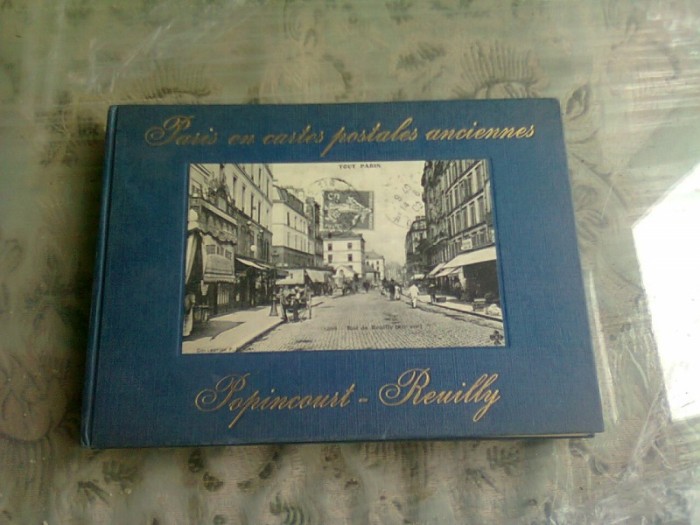 Paris en cartes postales anciennes
TOUT PARIS
Rue de Reuilly
Popincourt - Reuilly